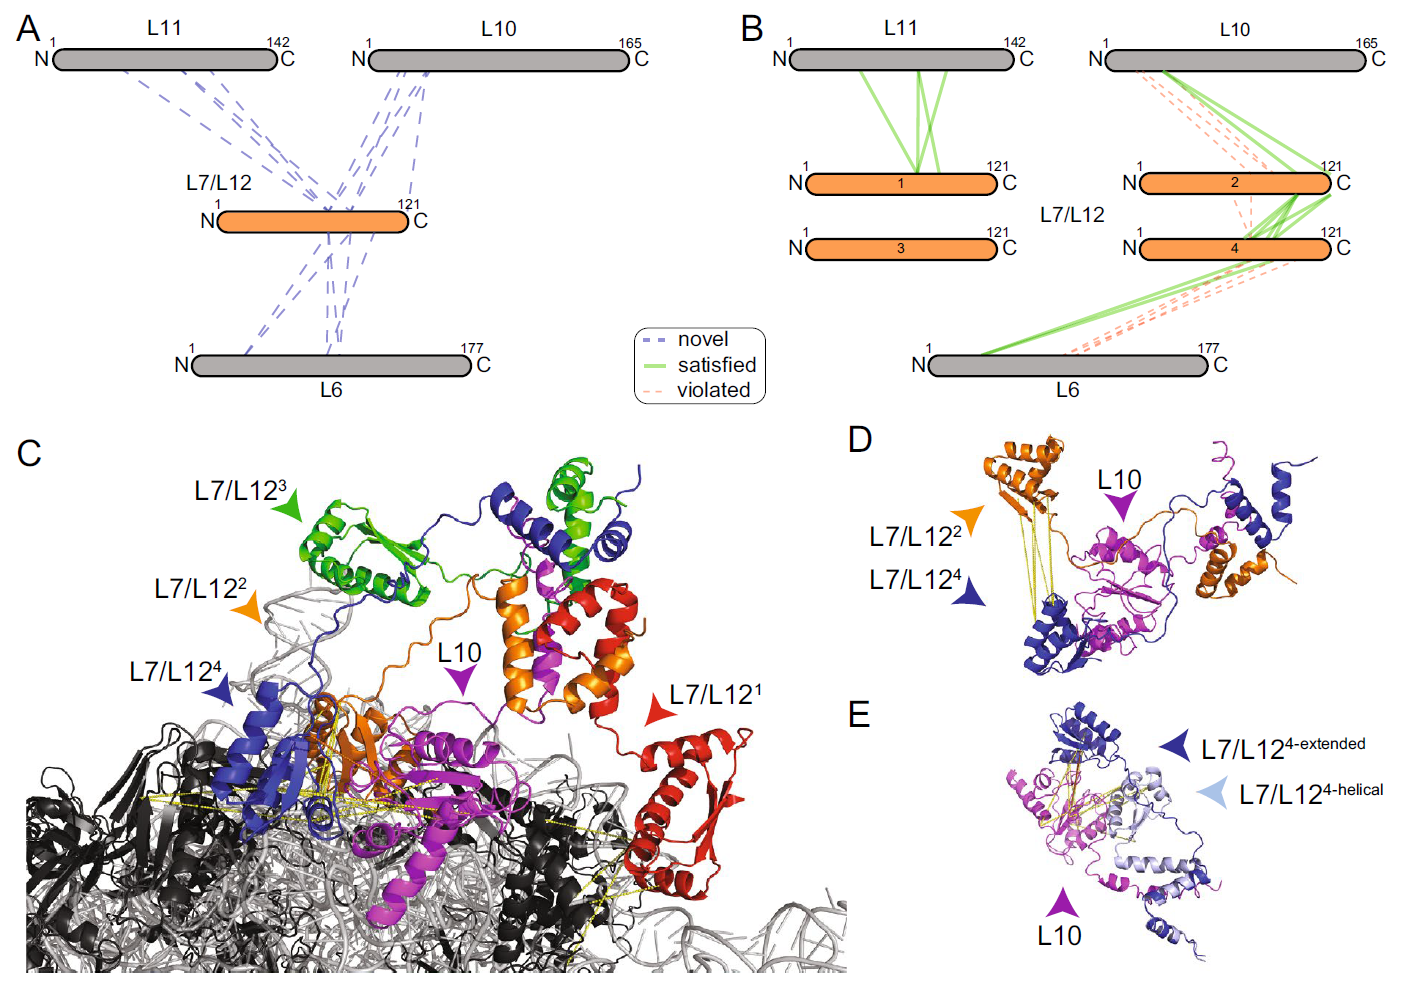 A
L11
1
142
N
C
L10
1
165
N
C
L7/L12
1
121
N
C
1
177
N
C
L6
B
L11
1
142
N
C
L10
1
165
N
C
1
121
N
1
C
1
121
N
2
C
L7/L12
1
121
N
3
C
1
121
N
4
C
1
177
N
C
L6
novel
satisfied
violated
C
L7/L12³
L7/L12²
L7/L12⁴
L10
L7/L12¹
D
L10
L7/L12²
L7/L12⁴
E
L7/L12⁴⁻ᵉˣᵗᵉⁿᵈᵉᵈ
L7/L12⁴⁻ʰᵉˡⁱᶜᵃˡ
L10